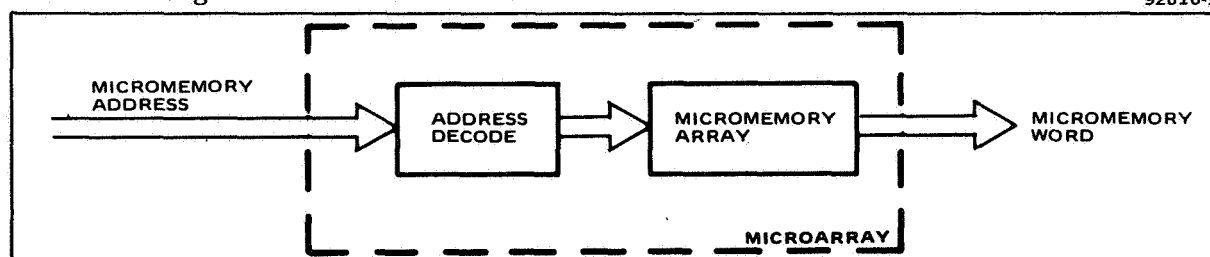 MICROMEMORY
ADDRESS
ADDRESS
DECODE
MICROMEMORY
ARRAY
MICROMEMORY
WORD
MICROARRAY